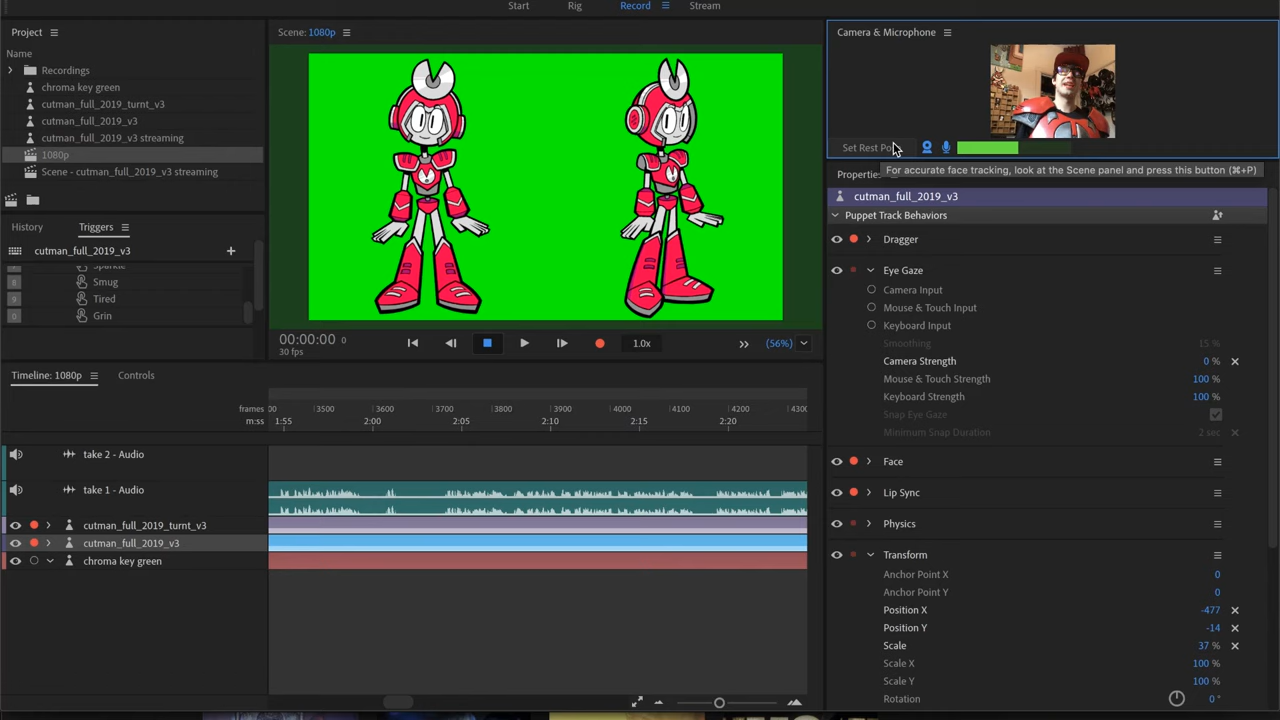 Start
Rig
Record
Stream
Project
Scene: 1080p
Camera & Microphone
Name
Recordings
chroma key green
cutman_full_2019_turnt_v3
cutman_full_2019_v3
cutman_full_2019_v3 streaming
1080p
Scene - cutman_full_2019_v3 streaming
Set Rest Po
For accurate face tracking, look at the Scene panel and press this button (⌘+P)
Properties
cutman_full_2019_v3
Puppet Track Behaviors
History
Triggers
cutman_full_2019_v3
Sparkle
Smug
Tired
Grin
Dragger
Eye Gaze
Camera Input
Mouse & Touch Input
Keyboard Input
Smoothing 15 %
Camera Strength 0 %
Mouse & Touch Strength 100 %
Keyboard Strength 100 %
Snap Eye Gaze
Minimum Snap Duration 2 sec
Face
Lip Sync
Physics
Transform
Anchor Point X 0
Anchor Point Y 0
Position X -477
Position Y -14
Scale 37 %
Scale X 100 %
Scale Y 100 %
Rotation 0°
00:00:00 0
30 fps
1.0x
(56%)
Timeline: 1080p
Controls
frames 00 3500 3600 3700 3800 3900 4000 4100 4200 4300
m:ss 1:55 2:00 2:05 2:10 2:15 2:20
take 2 - Audio
take 1 - Audio
cutman_full_2019_turnt_v3
cutman_full_2019_v3
chroma key green